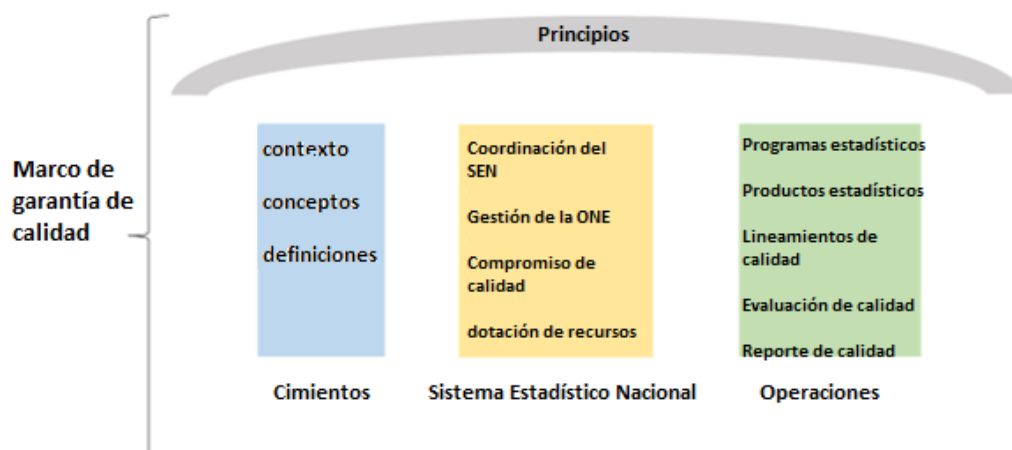 Principios
Marco de
garantía de
calidad
contexto
conceptos
definiciones
Cimientos
Coordinación del
SEN
Gestión de la ONE
Compromiso de
calidad
dotación de recursos
Sistema Estadístico Nacional
Programas estadísticos
Productos estadísticos
Lineamientos de
calidad
Evaluación de calidad
Reporte de calidad
Operaciones